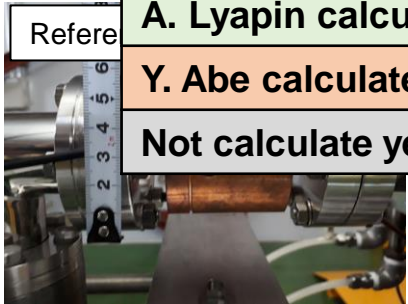 A. Lyapin calcu
Refere
Y. Abe calculate
Not calculate ye
6
5
4
3
2